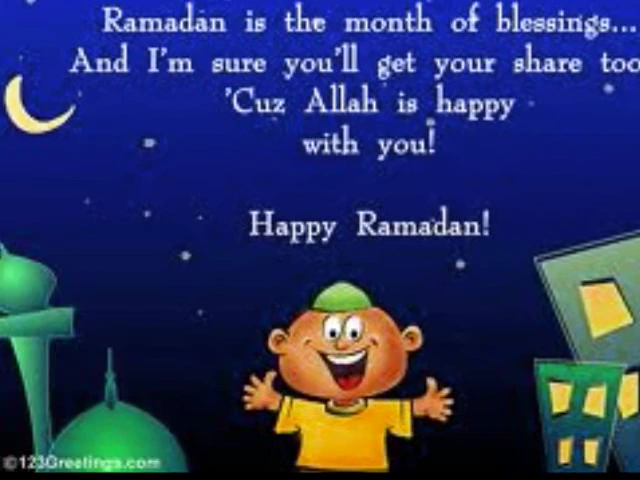 Ramadan is the month of blessings...
And I'm sure you'll get your share too
'Cuz Allah is happy
with you!
Happy Ramadan!
©123Greetings.com